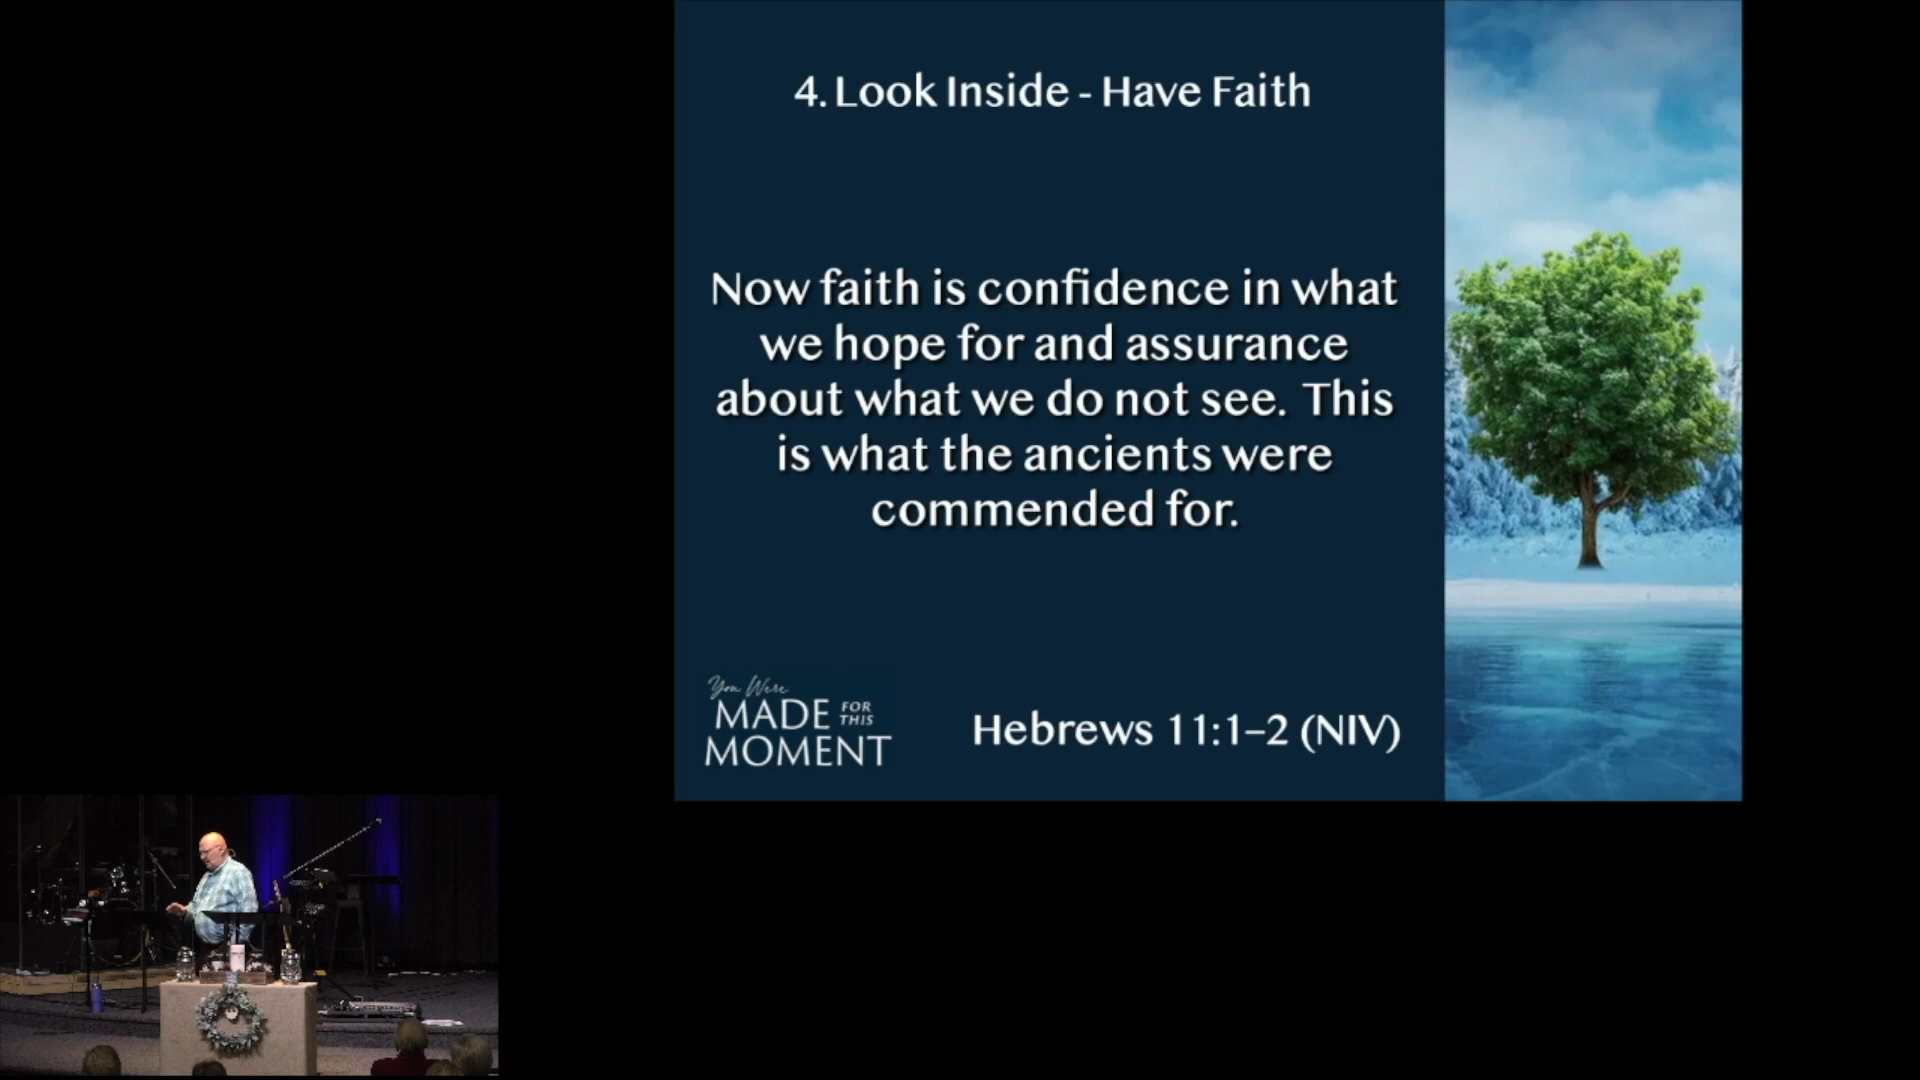 4. Look Inside - Have Faith
Now faith is confidence in what
we hope for and assurance
about what we do not see. This
is what the ancients were
commended for.
You Were
MADE FOR THIS
MOMENT
Hebrews 11:1–2 (NIV)